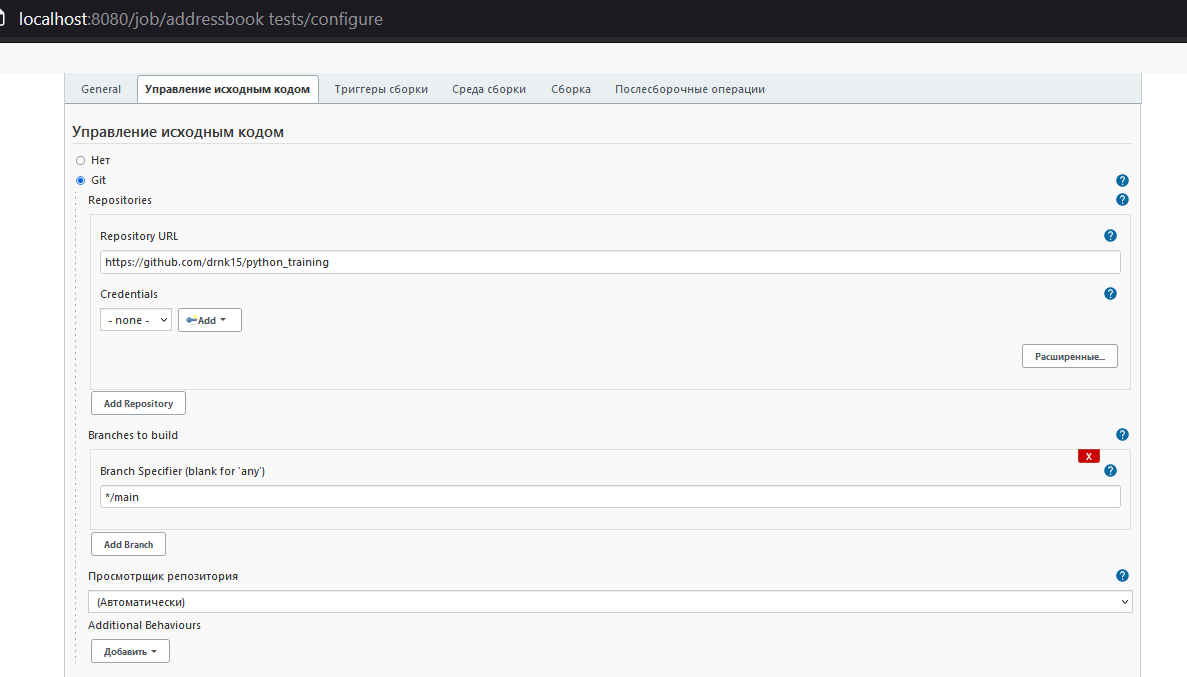 localhost:8080/job/addressbook tests/configure
General Управление исходным кодом Триггеры сборки Среда сборки Сборка Послесборочные операции
Управление исходным кодом
Нет
Git
?
Repositories
?
Repository URL
?
https://github.com/drnk15/python_training
Credentials
?
- none - Add
Расширенные...
Add Repository
Branches to build
?
X
Branch Specifier (blank for 'any')
?
*/main
Add Branch
Просмотрщик репозитория
?
(Автоматически)
Additional Behaviours
Добавить